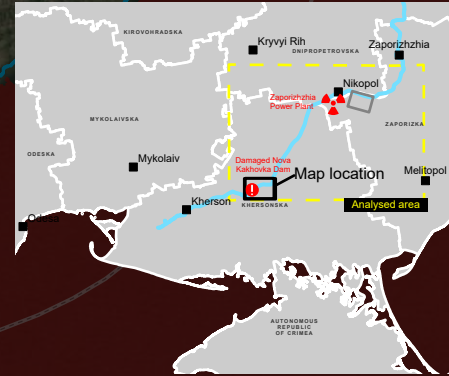 KIROVOHRADSKA
Kryvyi Rih
DNIPROPETROVSKA
Zaporizhzhia
Nikopol
Zaporizhzhia
Power Plant
ZAPORIZKA
MYKOLAIVSKA
ODESKA
Mykolaiv
Damaged Nova
Kakhovka Dam
Map location
Melitopol
Kherson
KHERSONSKA
Analysed area
Odesa
AUTONOMOUS
REPUBLIC
OF CRIMEA